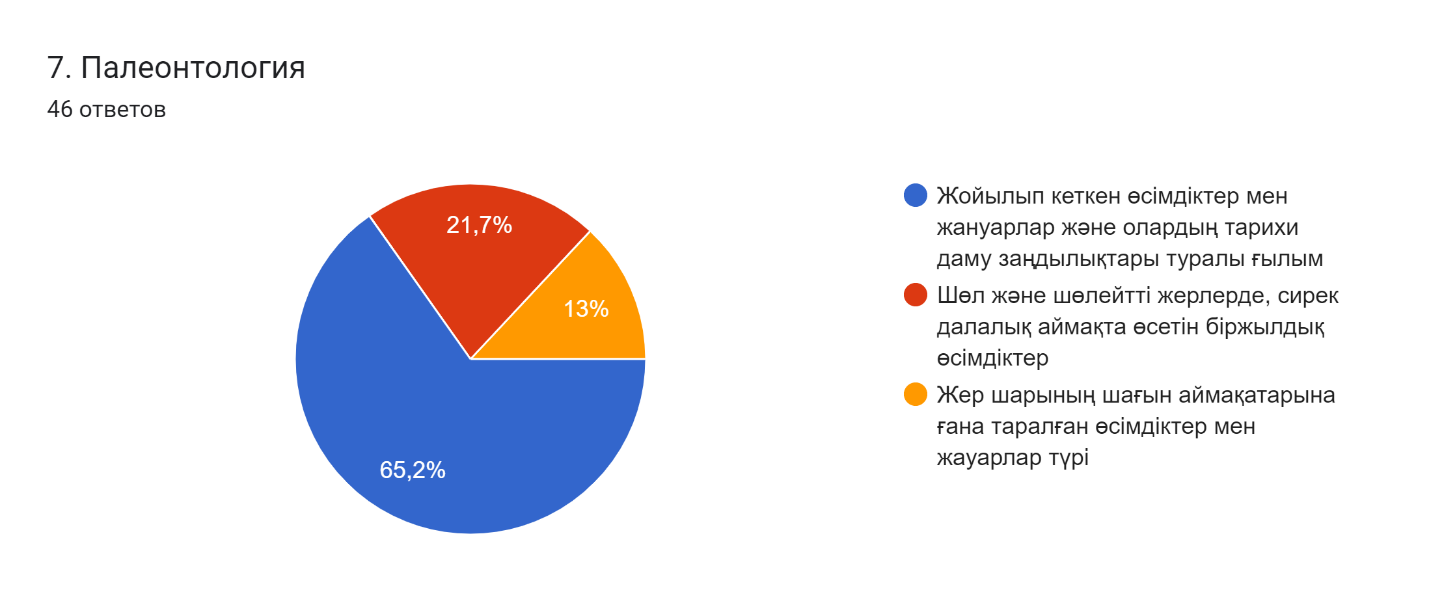 7. Палеонтология
46 ответов
21,7%
13%
65,2%
Жойылып кеткен өсімдіктер мен
жануарлар және олардың тарихи
даму заңдылықтары туралы ғылым
Шөл және шөлейтті жерлерде, сирек
далалық аймақта өсетін біржылдық
өсімдіктер
Жер шарының шағын аймақатарына
ғана таралған өсімдіктер мен
жауарлар түрі